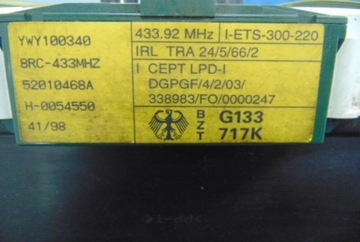 YWY100340
8RC-433MHZ
52010468A
H-0054550
41/98
433.92 MHz
I-ETS-300-220
IRL TRA 24/5/66/2
I CEPT LPD-I
DGPGF/4/2/03/
338983/FO/0000247
BZT
G133
717K